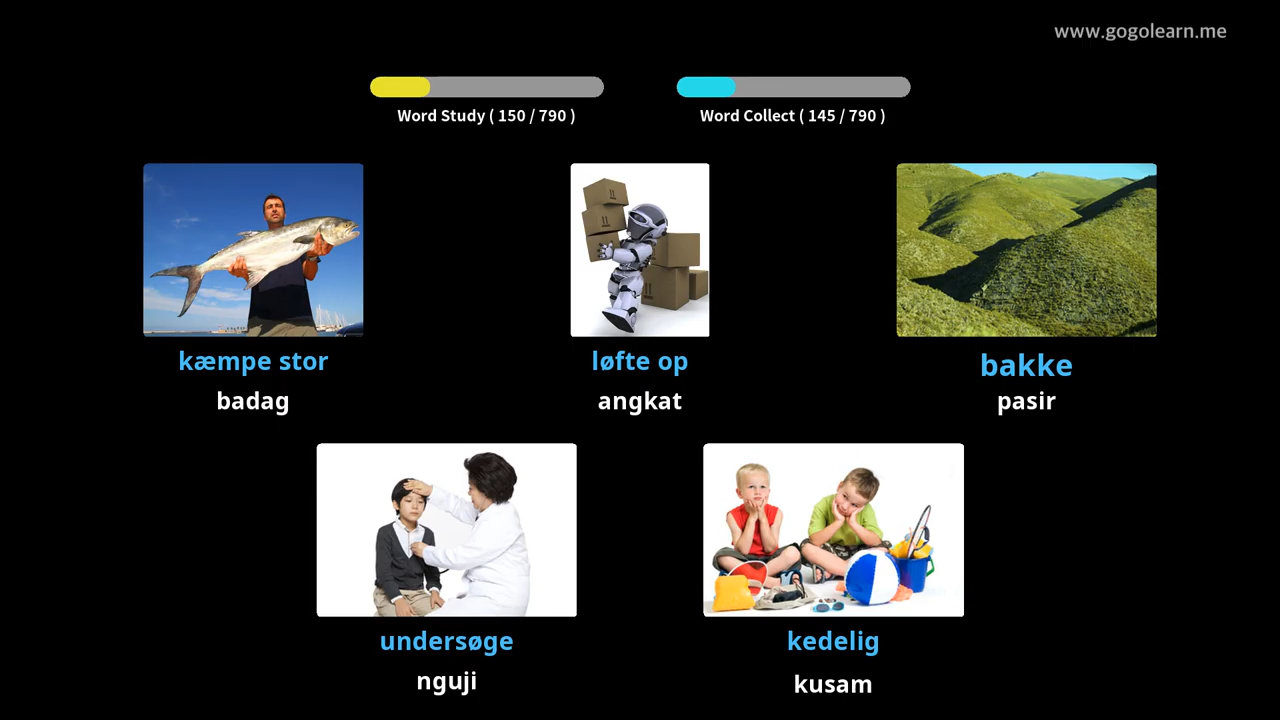 www.gogolearn.me
Word Study ( 150 / 790 )
Word Collect ( 145 / 790 )
kæmpe stor
badag
løfte op
angkat
bakke
pasir
undersøge
nguji
kedelig
kusam